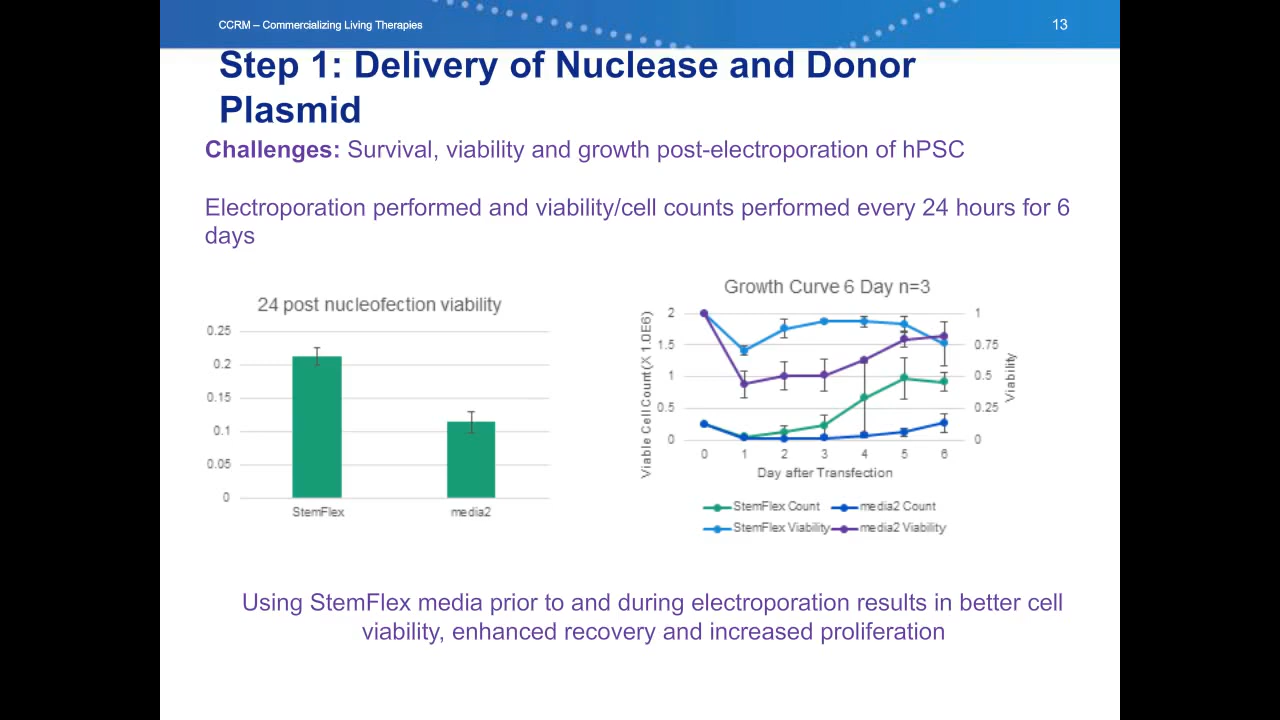 CCRM – Commercializing Living Therapies
13
Step 1: Delivery of Nuclease and Donor
Plasmid
Challenges: Survival, viability and growth post-electroporation of hPSC
Electroporation performed and viability/cell counts performed every 24 hours for 6
days
24 post nucleofection viability
0.25
0.2
0.15
0.1
0.05
0
StemFlex media2
Growth Curve 6 Day n=3
Viable Cell Count(X 1.0E6)
2
1.5
1
0.5
0
1
0.75
0.5
0.25
0
Viability
0 1 2 3 4 5 6
Day after Transfection
StemFlex Count media2 Count
StemFlex Viability media2 Viability
Using StemFlex media prior to and during electroporation results in better cell
viability, enhanced recovery and increased proliferation